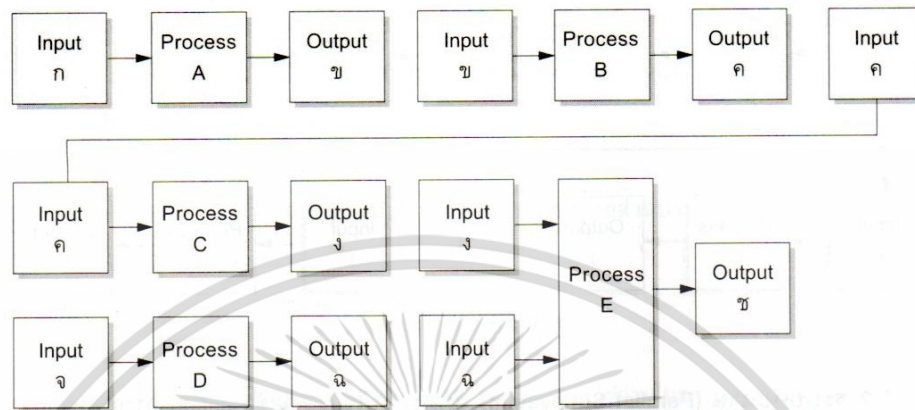 Input
ก
Process
A
Output
ข
Input
ข
Process
B
Output
ค
Input
ค
Input
ค
Process
C
Output
ง
Input
ง
Process
E
Output
ช
Input
จ
Process
D
Output
ฉ
Input
ฉ